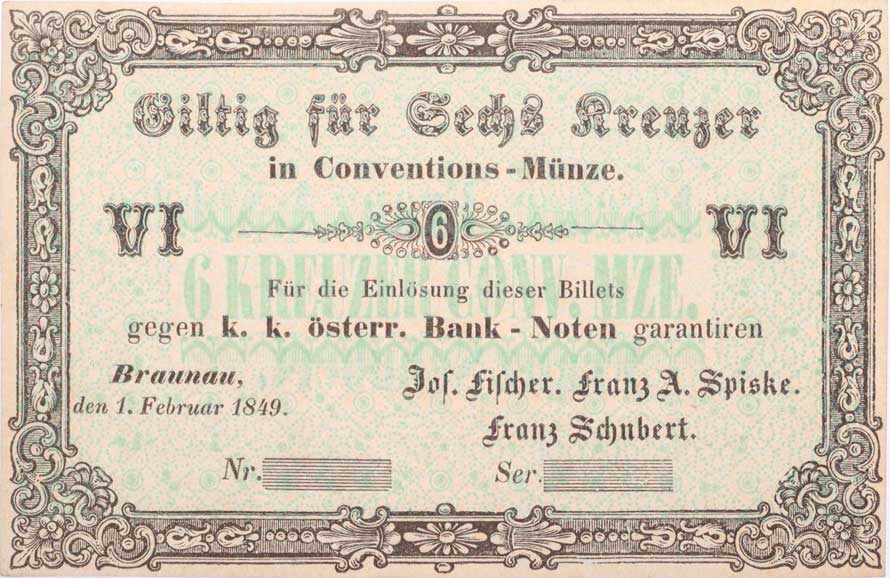 Giltig für Sechs Kreuzer
in Conventions-Münze.
VI 6 VI
6 KREUZER CONV. MZE.
Für die Einlösung dieser Billets
gegen k. k. österr. Bank-Noten garantiren
Braunau,
den 1. Februar 1849.
Jos. Fischer. Franz A. Spiske.
Franz Schubert.
Nr. Ser.